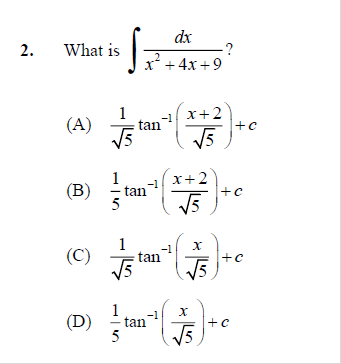 2. What is ∫ dx / (x² + 4x + 9) ?
(A) 1/√5 tan⁻¹((x+2)/√5) + c
(B) 1/5 tan⁻¹((x+2)/√5) + c
(C) 1/√5 tan⁻¹(x/√5) + c
(D) 1/5 tan⁻¹(x/√5) + c